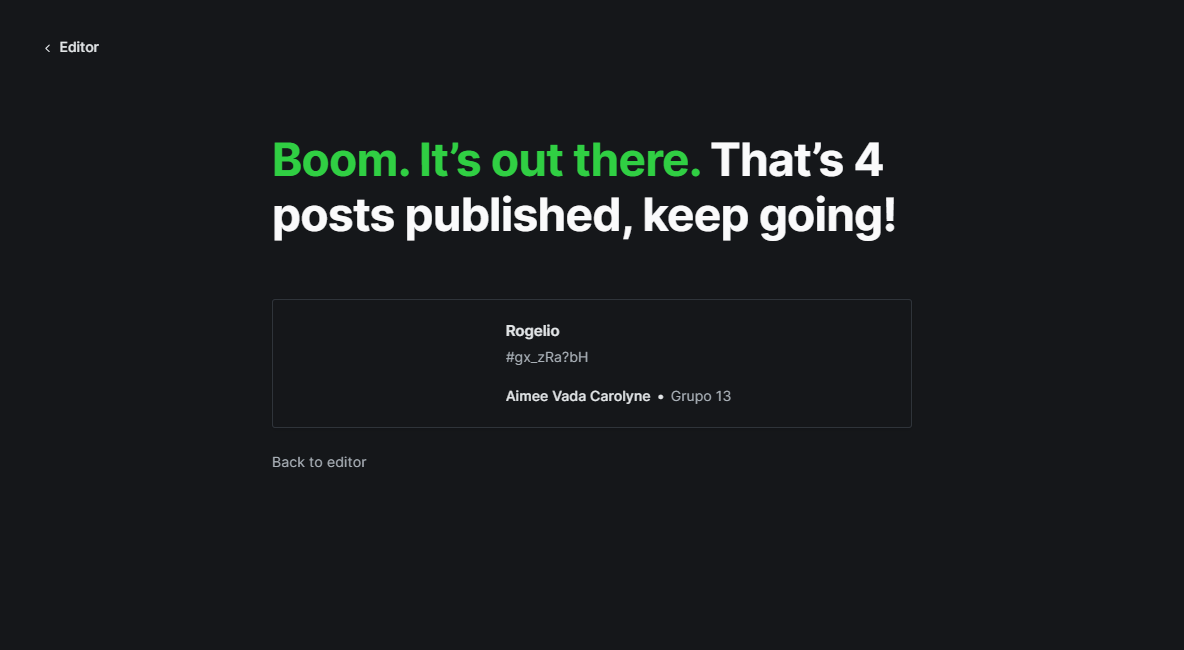 Editor
Boom. It’s out there. That’s 4
posts published, keep going!
Rogelio
#gx_zRa?bH
Aimee Vada Carolyne • Grupo 13
Back to editor